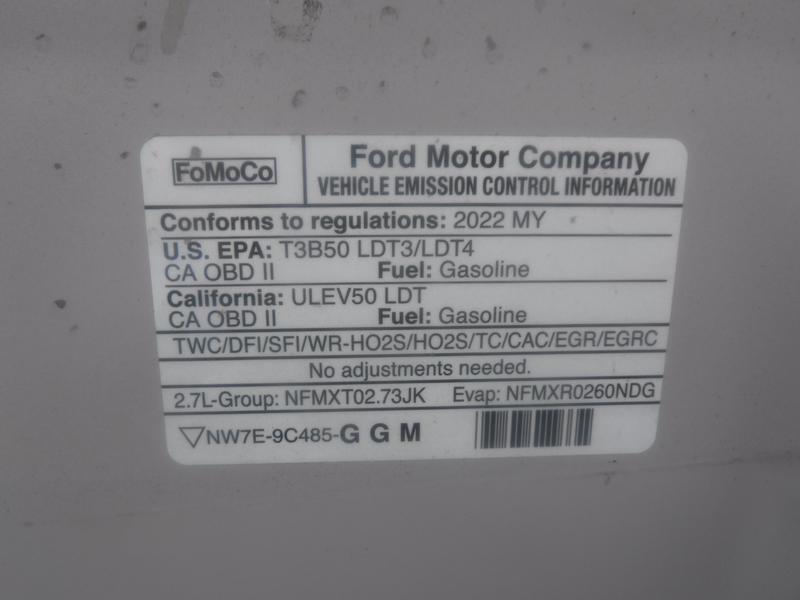 FoMoCo
Ford Motor Company
VEHICLE EMISSION CONTROL INFORMATION
Conforms to regulations: 2022 MY
U.S. EPA: T3B50 LDT3/LDT4
CA OBD II Fuel: Gasoline
California: ULEV50 LDT
CA OBD II Fuel: Gasoline
TWC/DFI/SFI/WR-HO2S/HO2S/TC/CAC/EGR/EGRC
No adjustments needed.
2.7L-Group: NFMXT02.73JK Evap: NFMXR0260NDG
NW7E-9C485-G G M